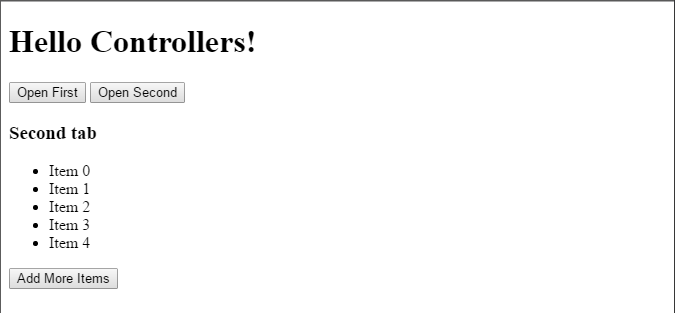 Hello Controllers!
Open First Open Second
Second tab
Item 0
Item 1
Item 2
Item 3
Item 4
Add More Items